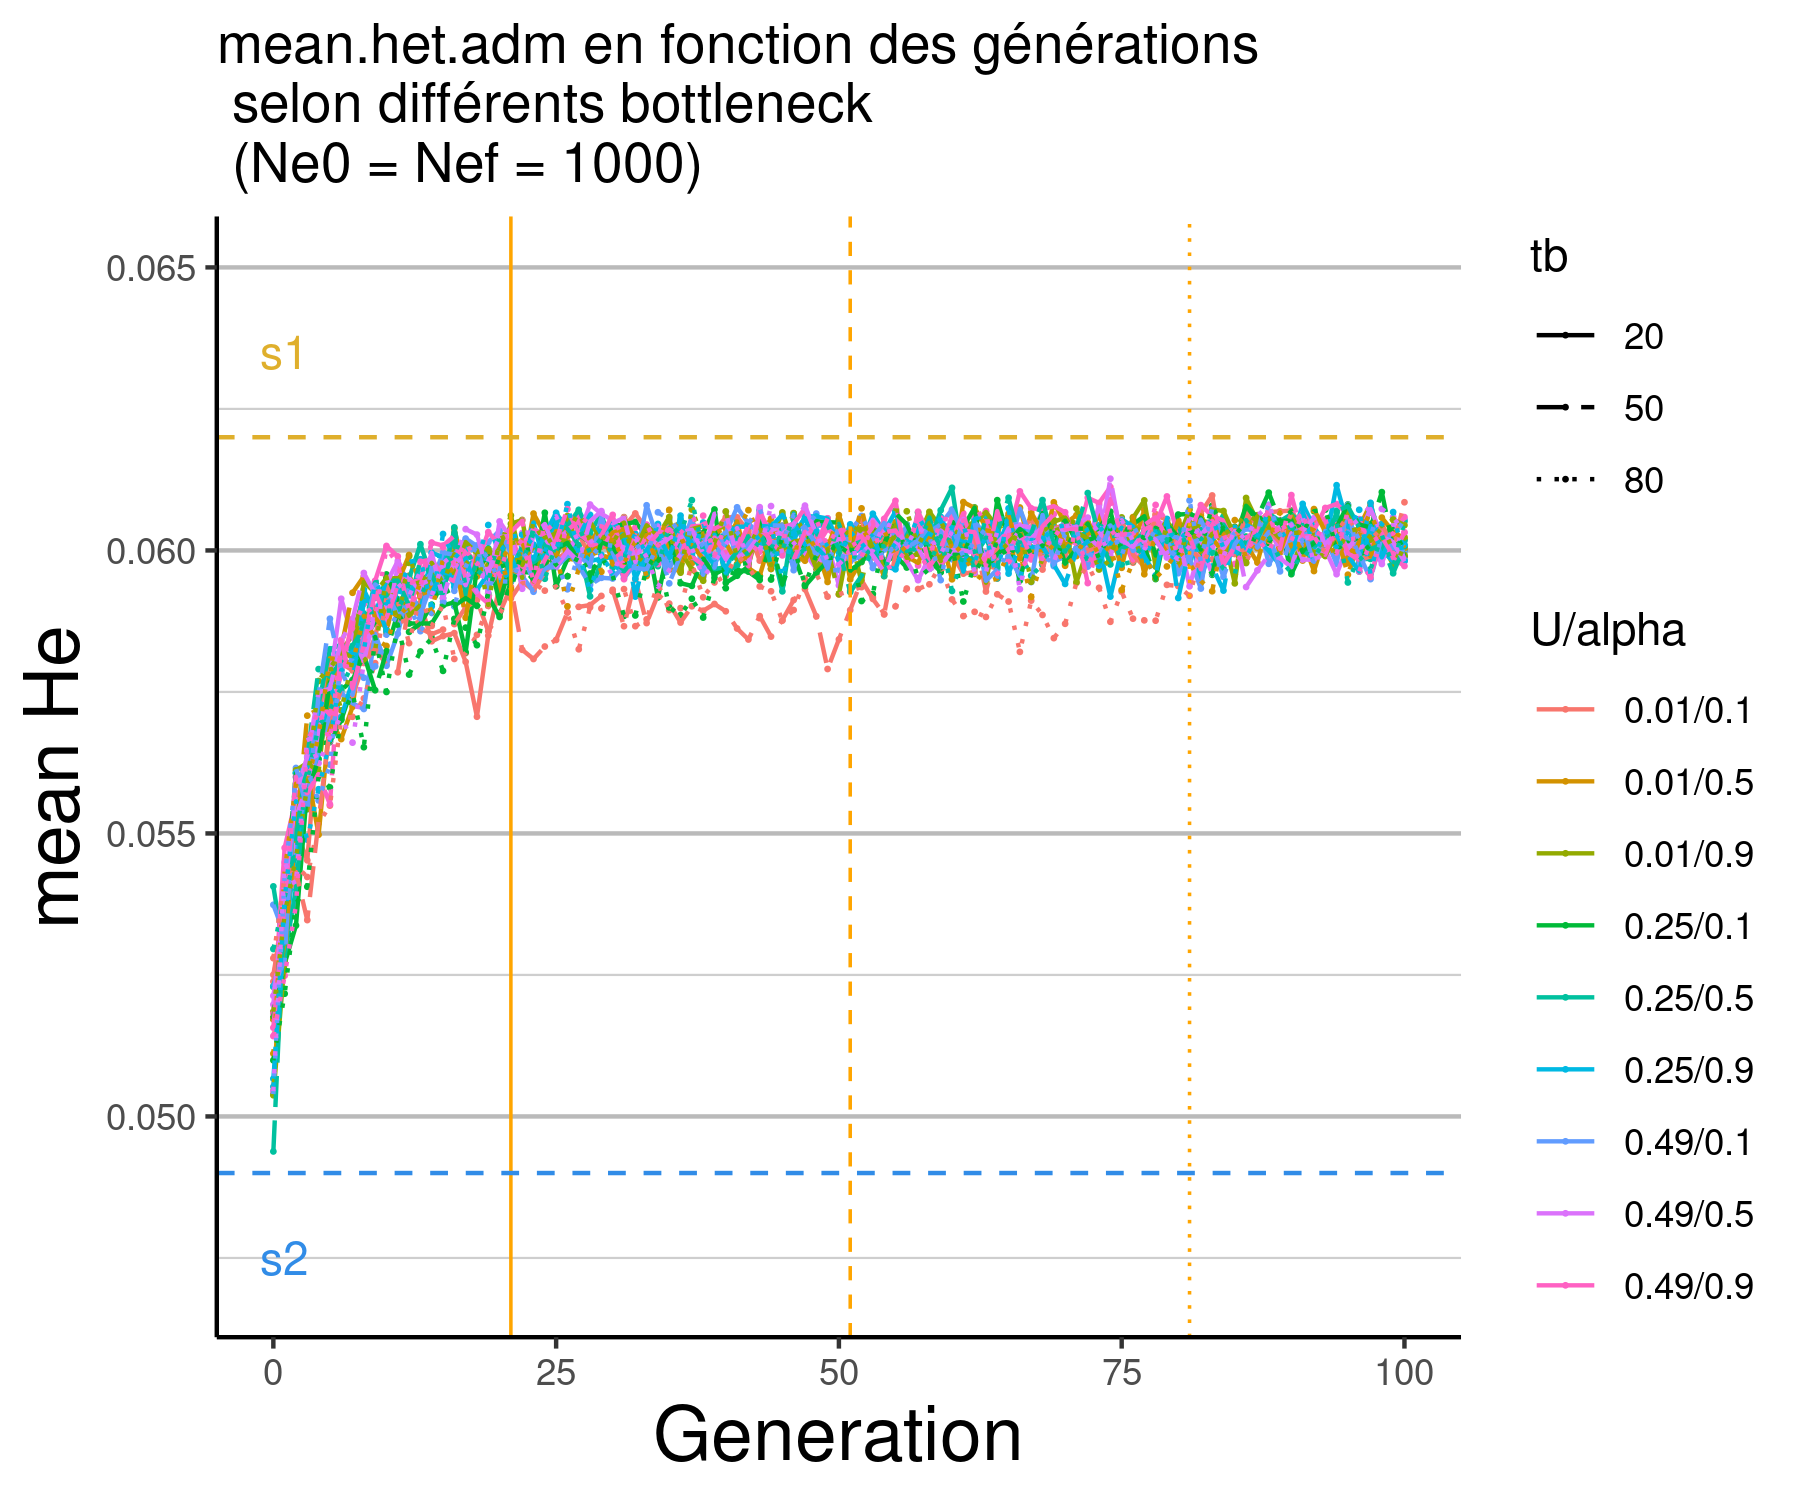 mean.het.adm en fonction des générations
selon différents bottleneck
(Ne0 = Nef = 1000)
mean He
0.065
0.060
0.055
0.050
s1
s2
0
25
50
75
100
Generation
tb
20
50
80
U/alpha
0.01/0.1
0.01/0.5
0.01/0.9
0.25/0.1
0.25/0.5
0.25/0.9
0.49/0.1
0.49/0.5
0.49/0.9